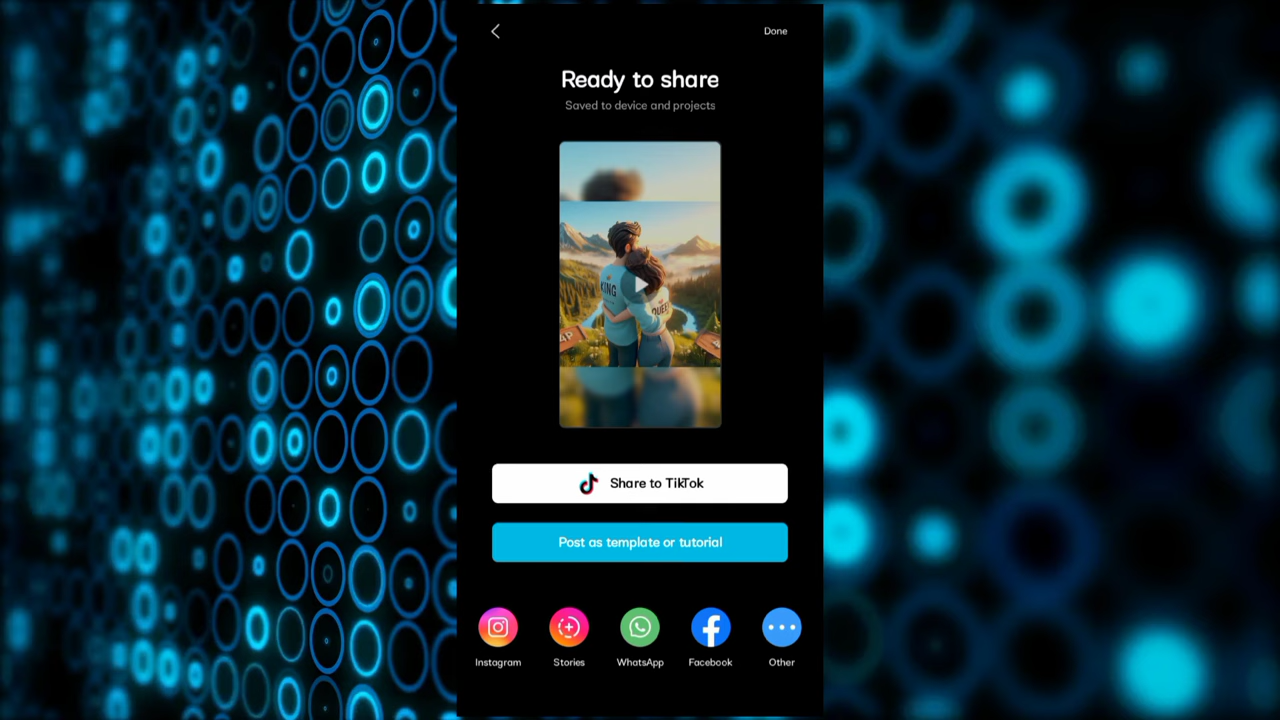 Done
Ready to share
Saved to device and projects
KING
Share to TikTok
Post as template or tutorial
Instagram
Stories
WhatsApp
Facebook
Other